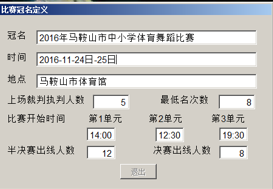 比赛冠名定义
冠名 2016年马鞍山市中小学体育舞蹈比赛
时间 2016-11-24日-25日
地点 马鞍山市体育馆
上场裁判执判人数 5 最低名次数 8
比赛开始时间 第1单元 第2单元 第3单元
14:00 12:30 19:30
半决赛出线人数 12 决赛出线人数 8
退出